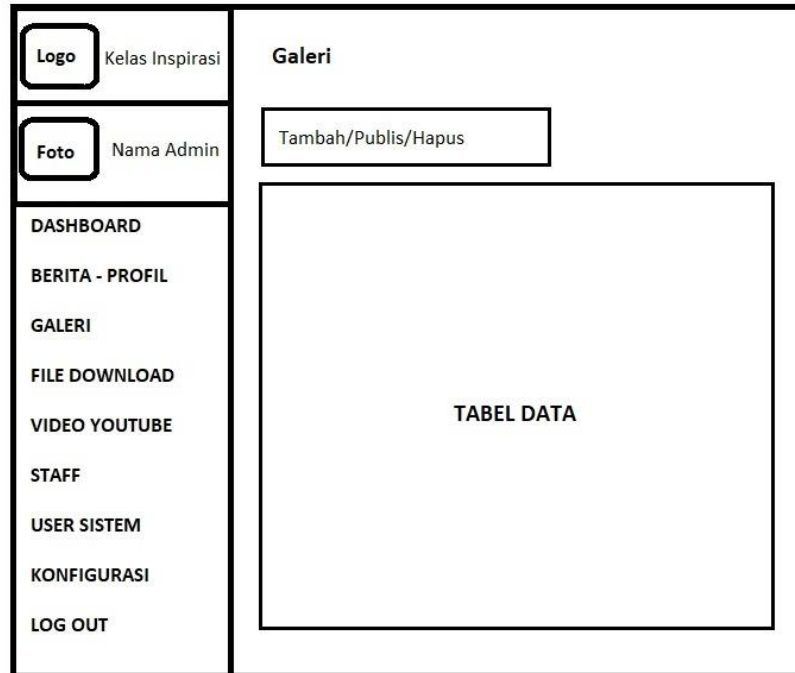 Logo
Kelas Inspirasi
Foto
Nama Admin
DASHBOARD
BERITA - PROFIL
GALERI
FILE DOWNLOAD
VIDEO YOUTUBE
STAFF
USER SISTEM
KONFIGURASI
LOG OUT
Galeri
Tambah/Publis/Hapus
TABEL DATA